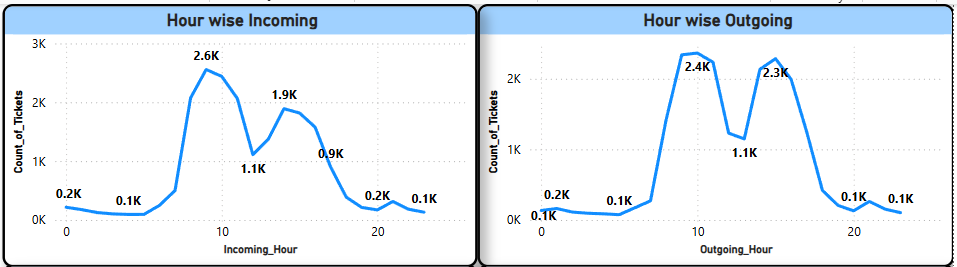 Hour wise Incoming
3K
2K
1K
0K
Count_of_Tickets
0.2K
0.1K
2.6K
1.1K
1.9K
0.9K
0.2K
0.1K
0
10
20
Incoming_Hour
Hour wise Outgoing
2K
1K
0K
Count_of_Tickets
0.1K
0.2K
0.1K
2.4K
1.1K
2.3K
0.1K
0.1K
0
10
20
Outgoing_Hour